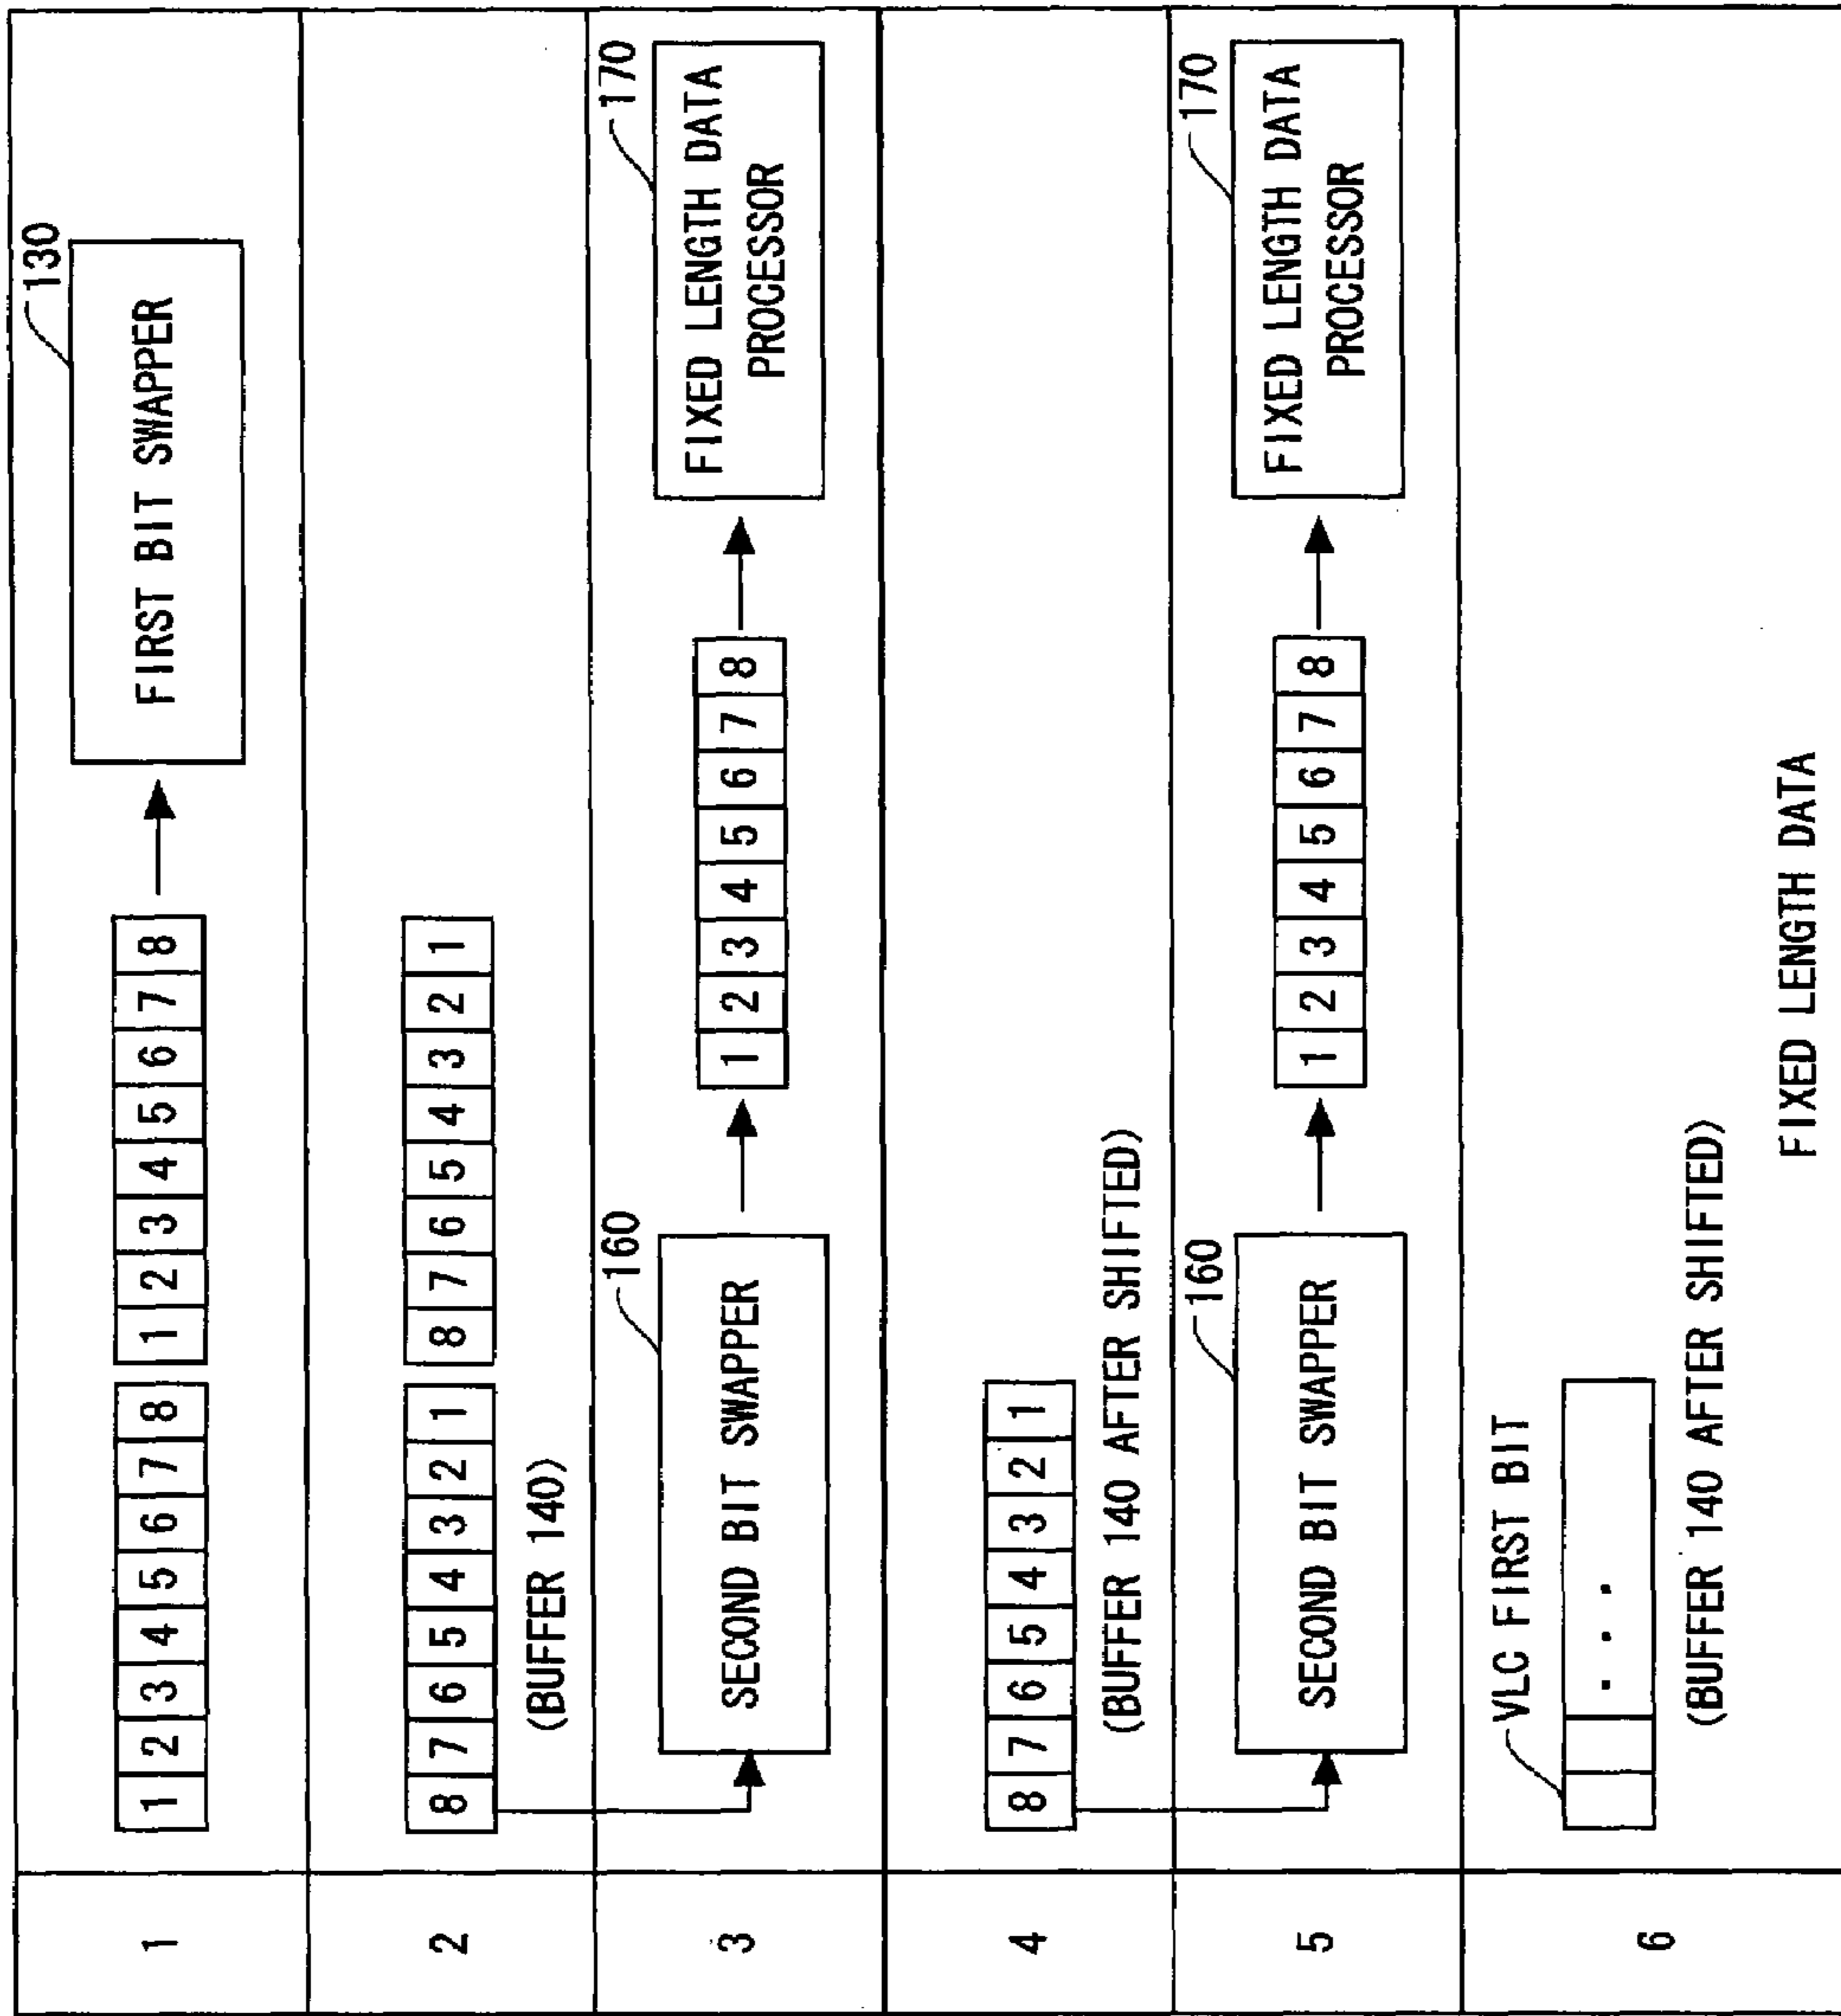 1
1 2 3 4 5 6 7 8 1 2 3 4 5 6 7 8
FIRST BIT SWAPPER
130
2
8 7 6 5 4 3 2 1 8 7 6 5 4 3 2 1
(BUFFER 140)
3
SECOND BIT SWAPPER
160
1 2 3 4 5 6 7 8
FIXED LENGTH DATA
PROCESSOR
170
4
8 7 6 5 4 3 2 1
(BUFFER 140 AFTER SHIFTED)
5
SECOND BIT SWAPPER
160
1 2 3 4 5 6 7 8
FIXED LENGTH DATA
PROCESSOR
170
6
VLC FIRST BIT
. . .
(BUFFER 140 AFTER SHIFTED)
FIXED LENGTH DATA